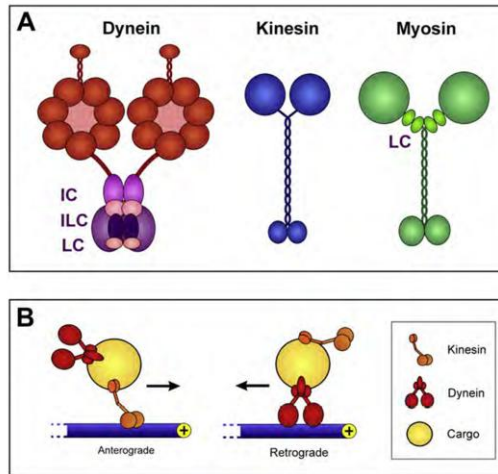 A
Dynein Kinesin Myosin
LC
IC
ILC
LC
B
Anterograde
+
Retrograde
+
Kinesin
Dynein
Cargo